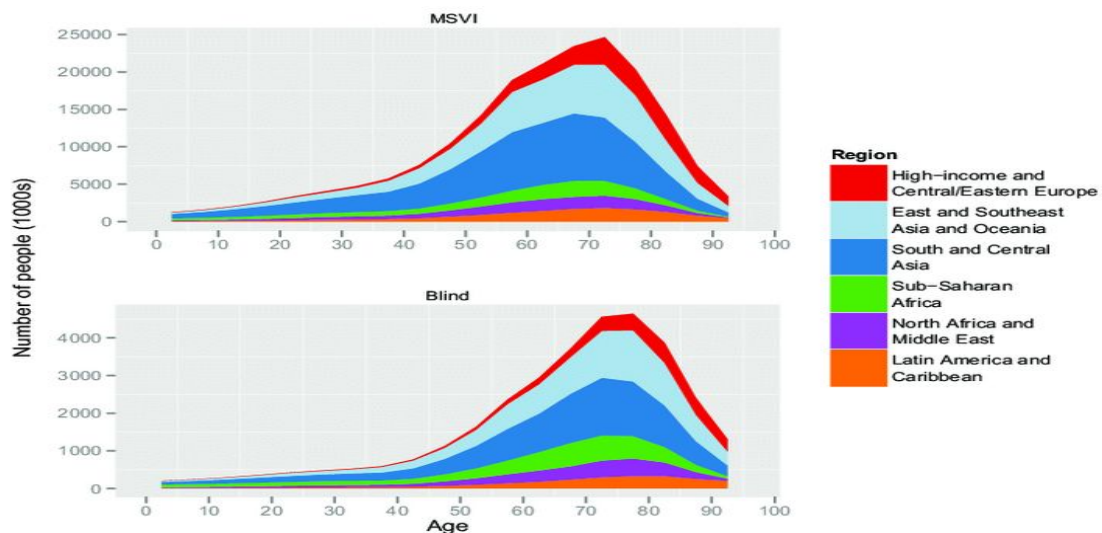 MSVI
25000
20000
15000
10000
5000
0
0 10 20 30 40 50 60 70 80 90 100
Number of people (1000s)
Blind
4000
3000
2000
1000
0
0 10 20 30 40 50 60 70 80 90 100
Age
Region
High-income and
Central/Eastern Europe
East and Southeast
Asia and Oceania
South and Central
Asia
Sub-Saharan
Africa
North Africa and
Middle East
Latin America and
Caribbean